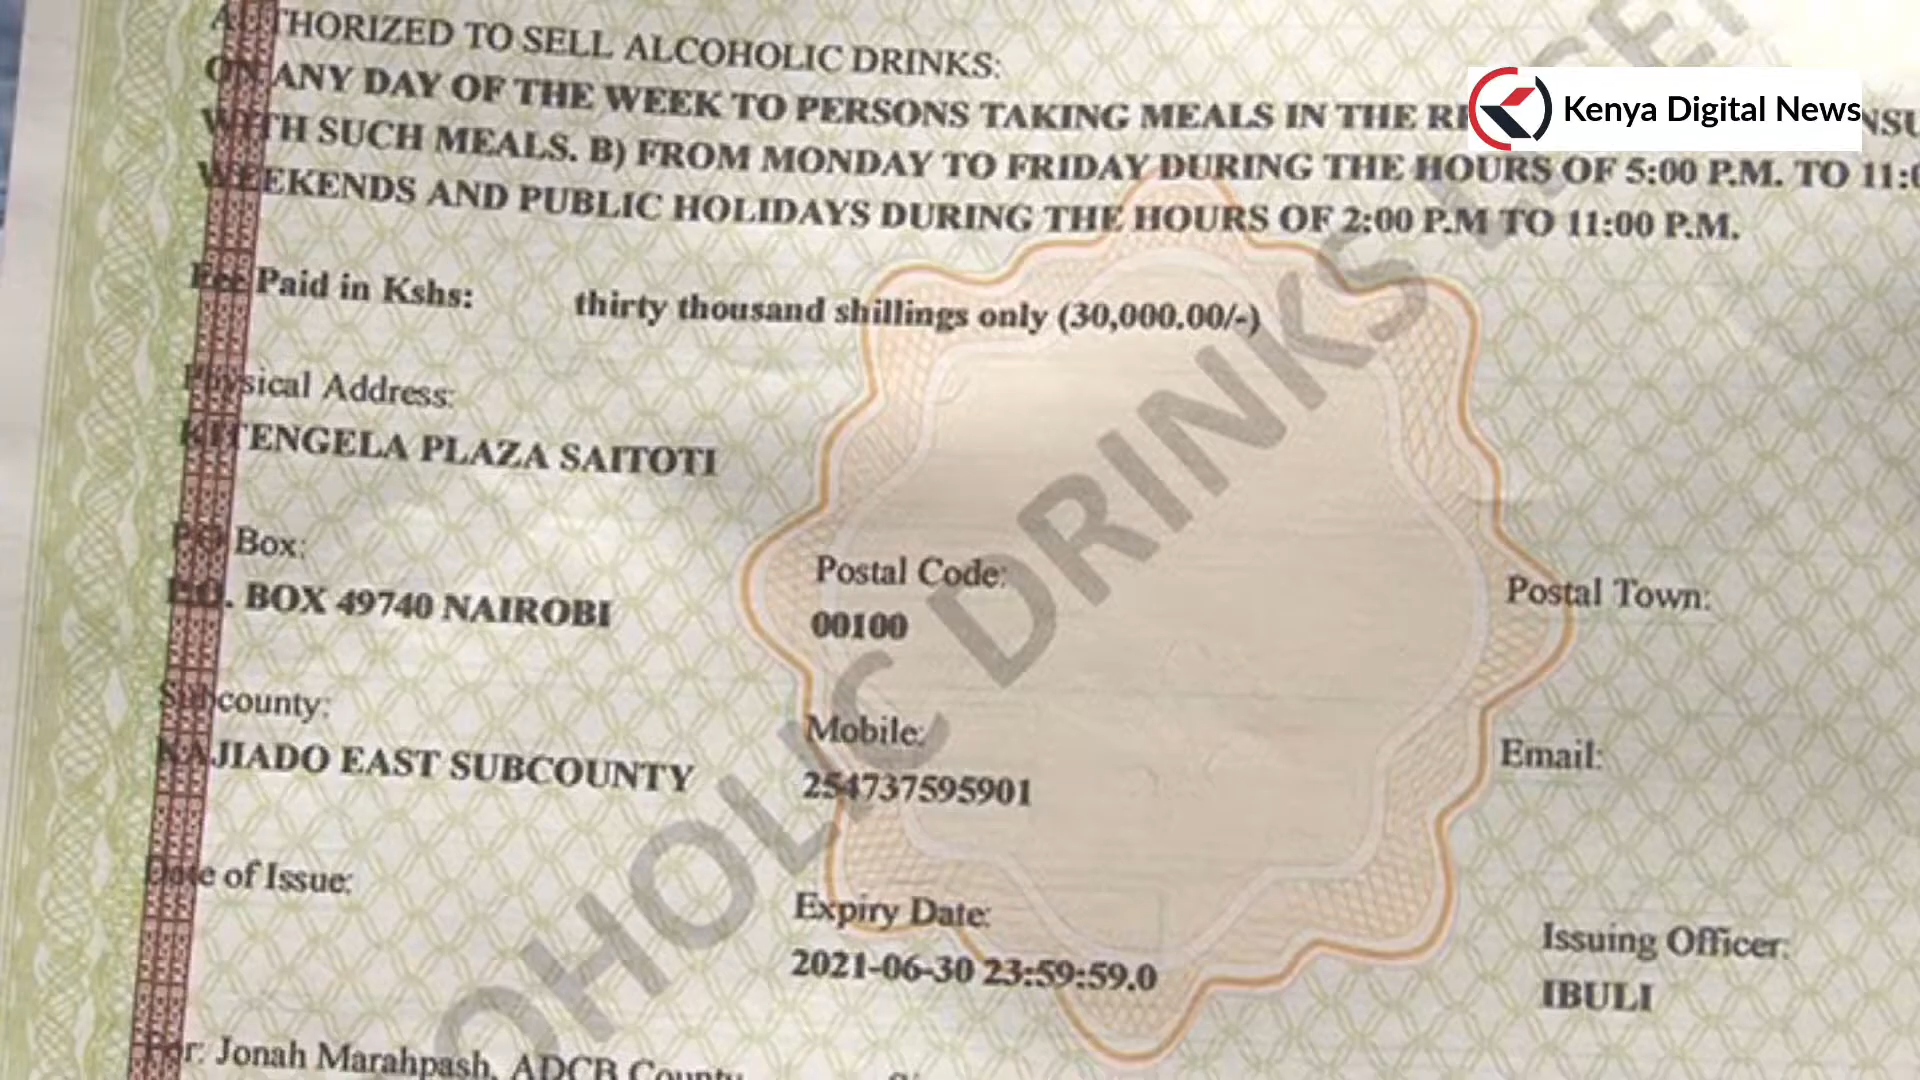 AUTHORIZED TO SELL ALCOHOLIC DRINKS:
ON ANY DAY OF THE WEEK TO PERSONS TAKING MEALS IN THE
WITH SUCH MEALS. B) FROM MONDAY TO FRIDAY DURING THE HOURS OF 5:00 P.M. TO
WEEKENDS AND PUBLIC HOLIDAYS DURING THE HOURS OF 2:00 P.M TO 11:00 P.M.
Kenya Digital News
Fee Paid in Kshs: thirty thousand shillings only (30,000.00/-)
Physical Address:
KITENGELA PLAZA SAITOTI
P.O Box: Postal Code: Postal Town:
P.O. BOX 49740 NAIROBI 00100
Subcounty: Mobile: Email:
KAJIADO EAST SUBCOUNTY 254737595901
Date of Issue: Expiry Date: Issuing Officer:
2021-06-30 23:59:59.0 IBULI
For: Jonah Marahpash, ADCB County
DRINKS